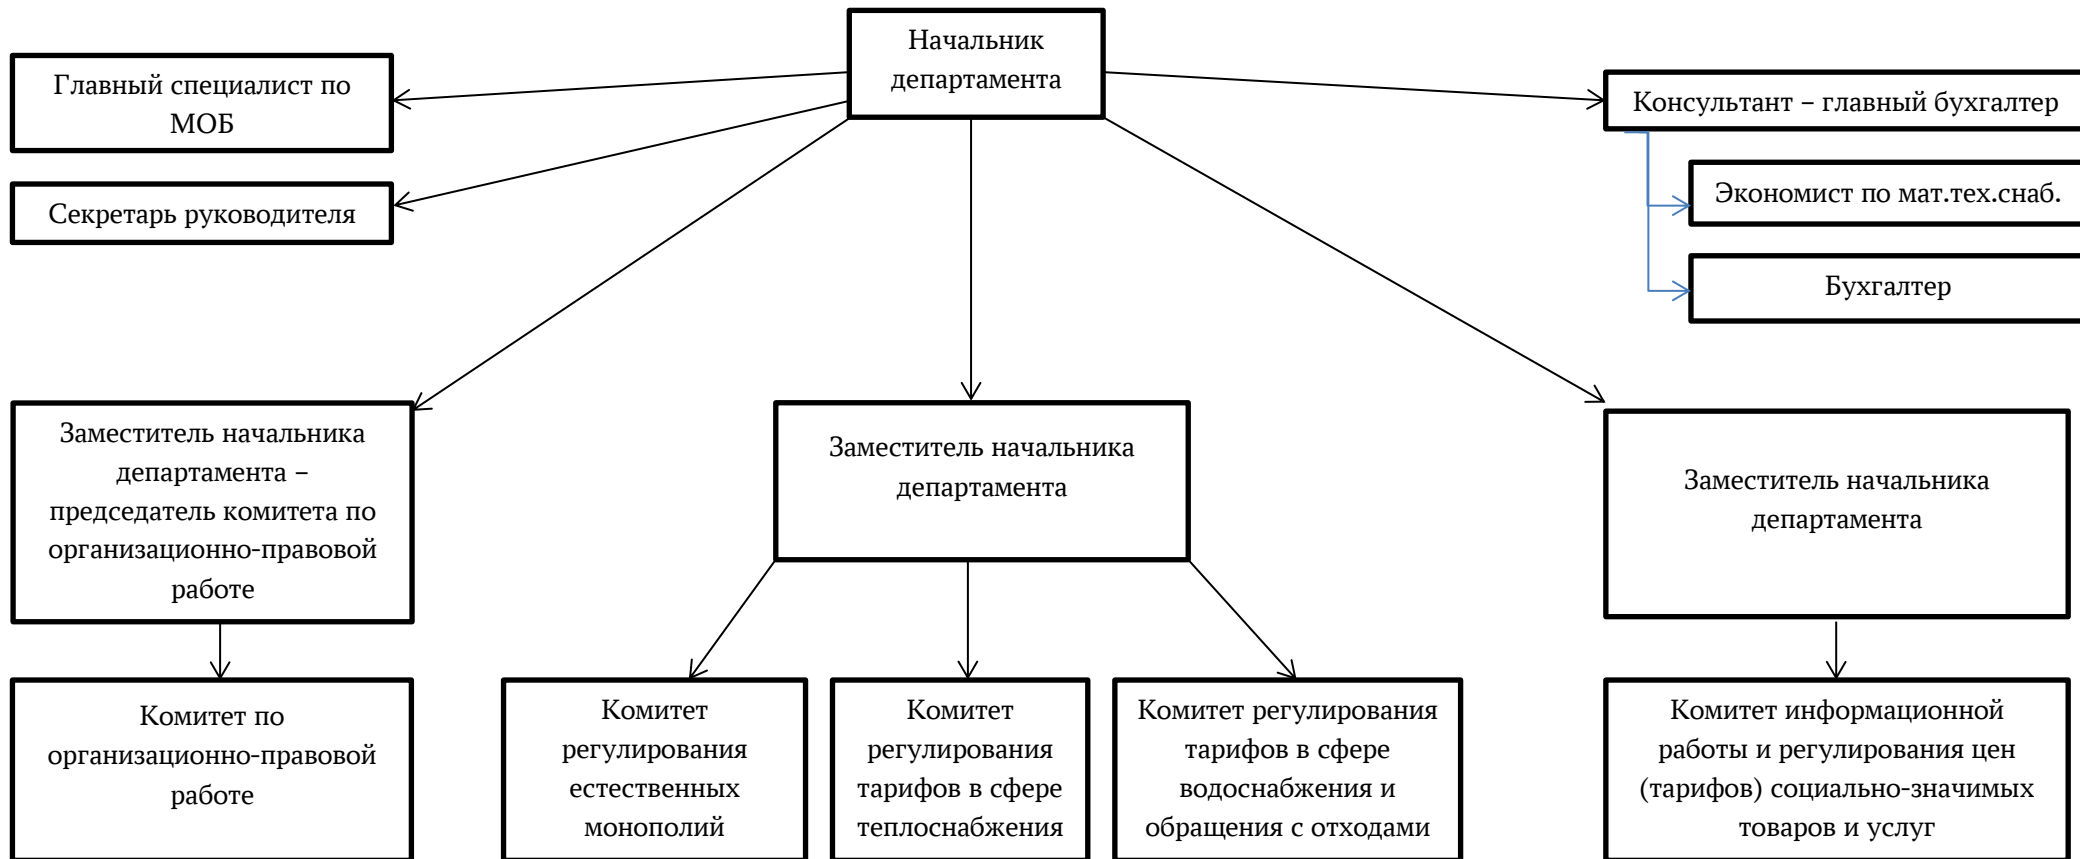 Начальник
департамента
Главный специалист по
МОБ
Консультант – главный бухгалтер
Секретарь руководителя
Экономист по мат.тех.снаб.
Бухгалтер
Заместитель начальника
департамента –
председатель комитета по
организационно-правовой
работе
Заместитель начальника
департамента
Заместитель начальника
департамента
Комитет по
организационно-правовой
работе
Комитет
регулирования
естественных
монополий
Комитет
регулирования
тарифов в сфере
теплоснабжения
Комитет регулирования
тарифов в сфере
водоснабжения и
обращения с отходами
Комитет информационной
работы и регулирования цен
(тарифов) социально-значимых
товаров и услуг